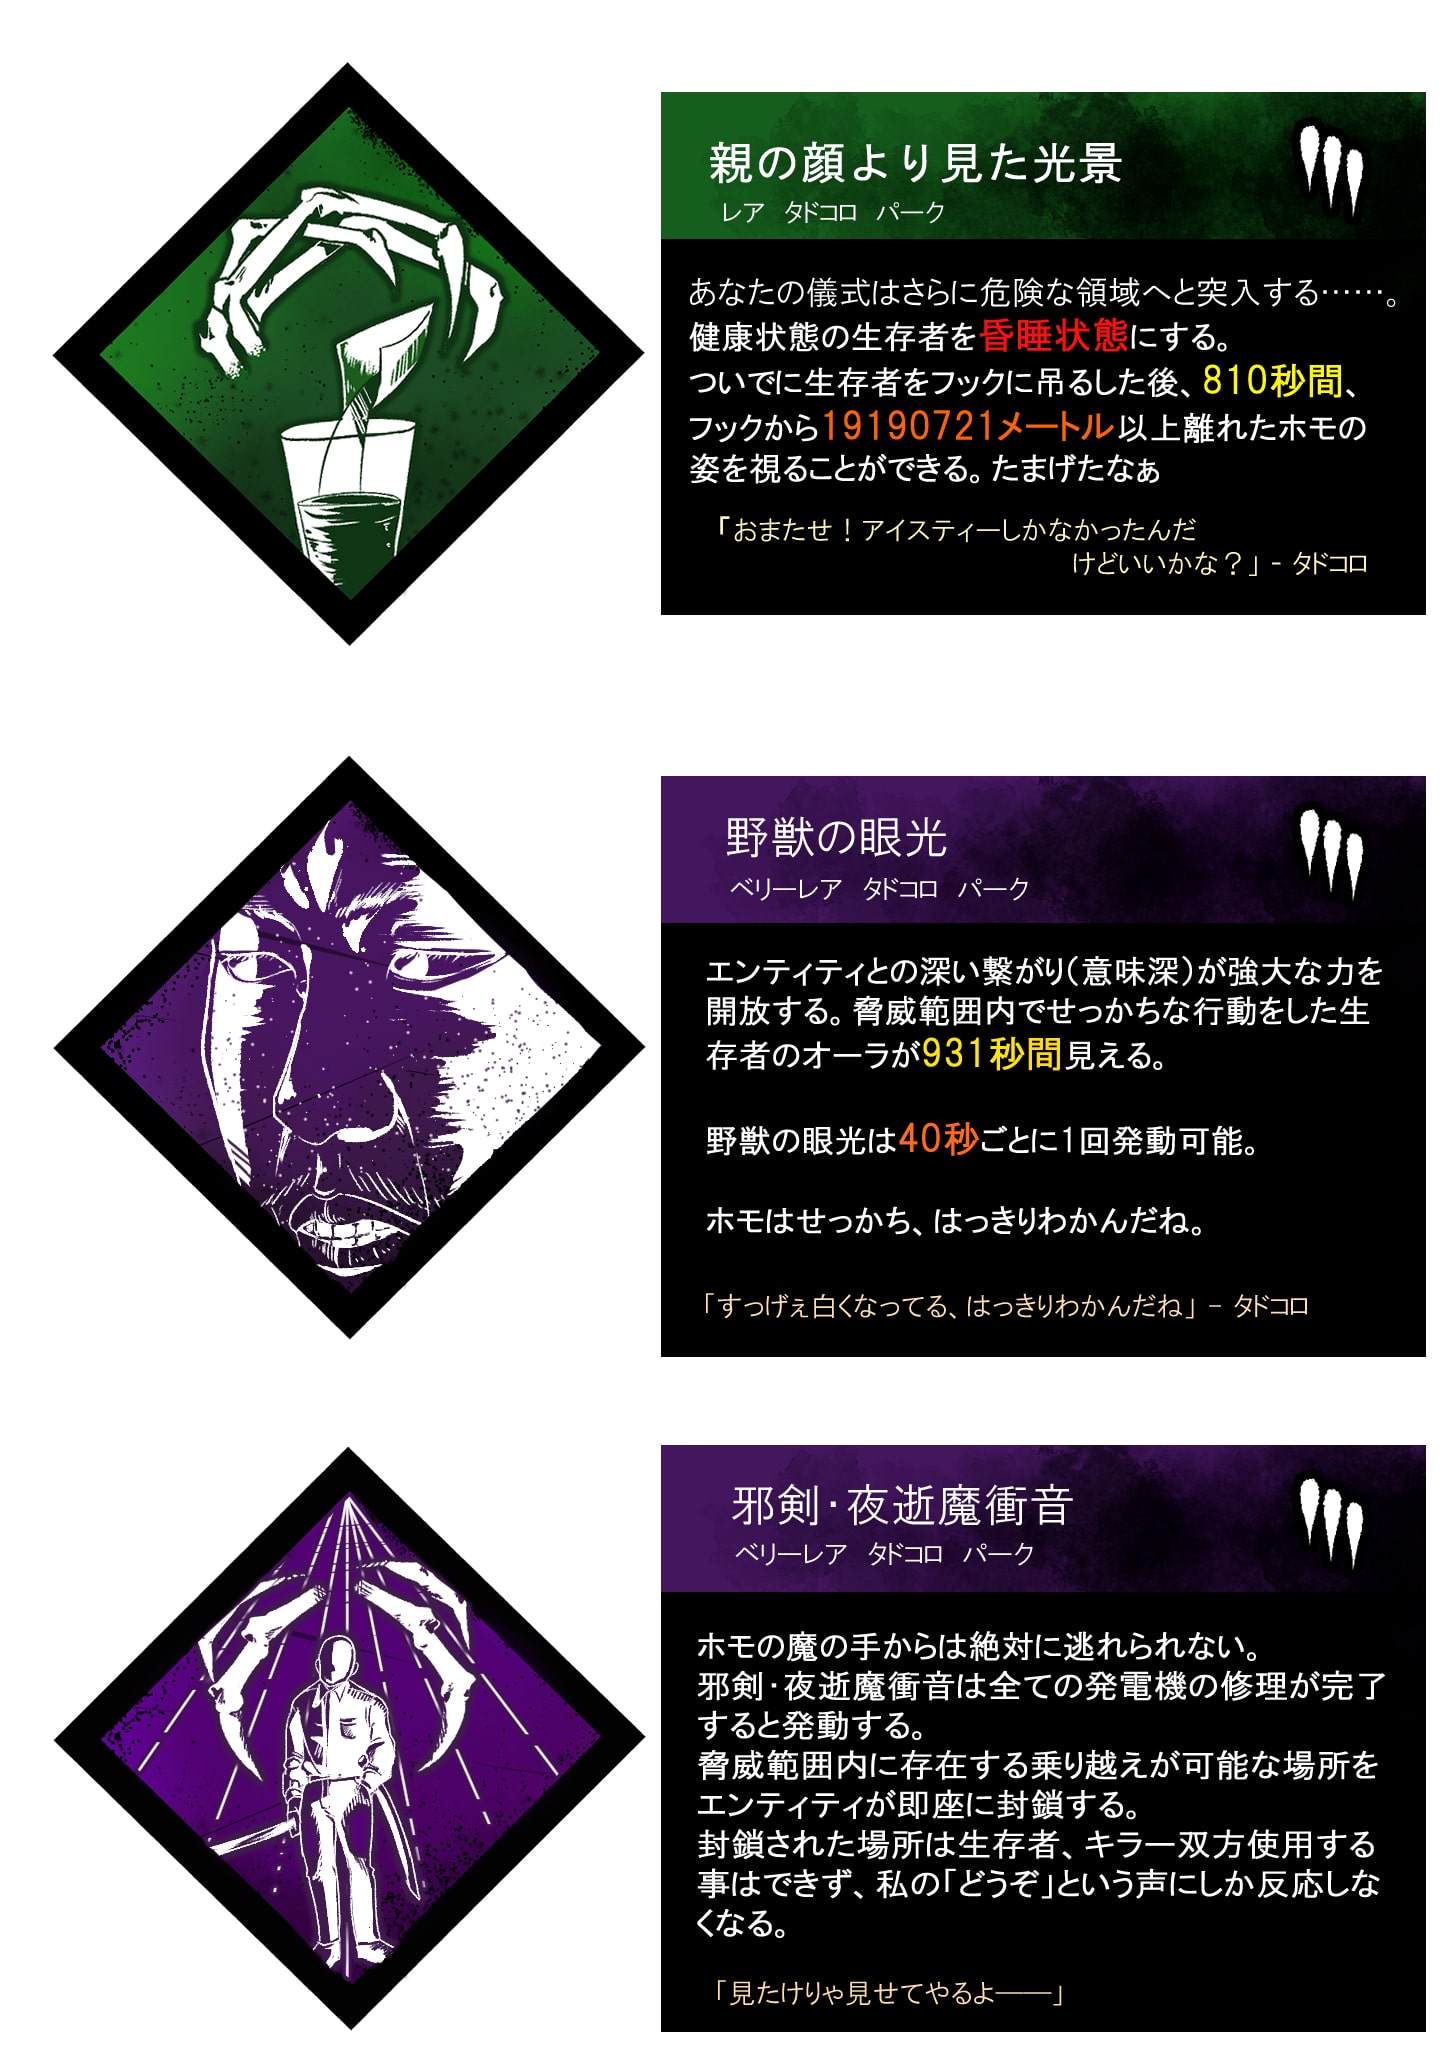 親の顔より見た光景
レア タドコロ パーク
あなたの儀式はさらに危険な領域へと突入する……。
健康状態の生存者を昏睡状態にする。
ついでに生存者をフックに吊るした後、810秒間、
フックから19190721メートル以上離れたホモの
姿を視ることができる。たまげたなぁ
「おまたせ！アイスティーしかなかったんだ
けどいいかな？」 - タドコロ
野獣の眼光
ベリーレア タドコロ パーク
エンティティとの深い繋がり（意味深）が強大な力を
開放する。脅威範囲内でせっかちな行動をした生
存者のオーラが931秒間見える。
野獣の眼光は40秒ごとに1回発動可能。
ホモはせっかち、はっきりわかんだね。
「すっげぇ白くなってる、はっきりわかんだね」 - タドコロ
邪剣・夜逝魔衝音
ベリーレア タドコロ パーク
ホモの魔の手からは絶対に逃れられない。
邪剣・夜逝魔衝音は全ての発電機の修理が完了
すると発動する。
脅威範囲内に存在する乗り越えが可能な場所を
エンティティが即座に封鎖する。
封鎖された場所は生存者、キラー双方使用する
事はできず、私の「どうぞ」という声にしか反応しな
くなる。
「見たけりゃ見せてやるよ――」